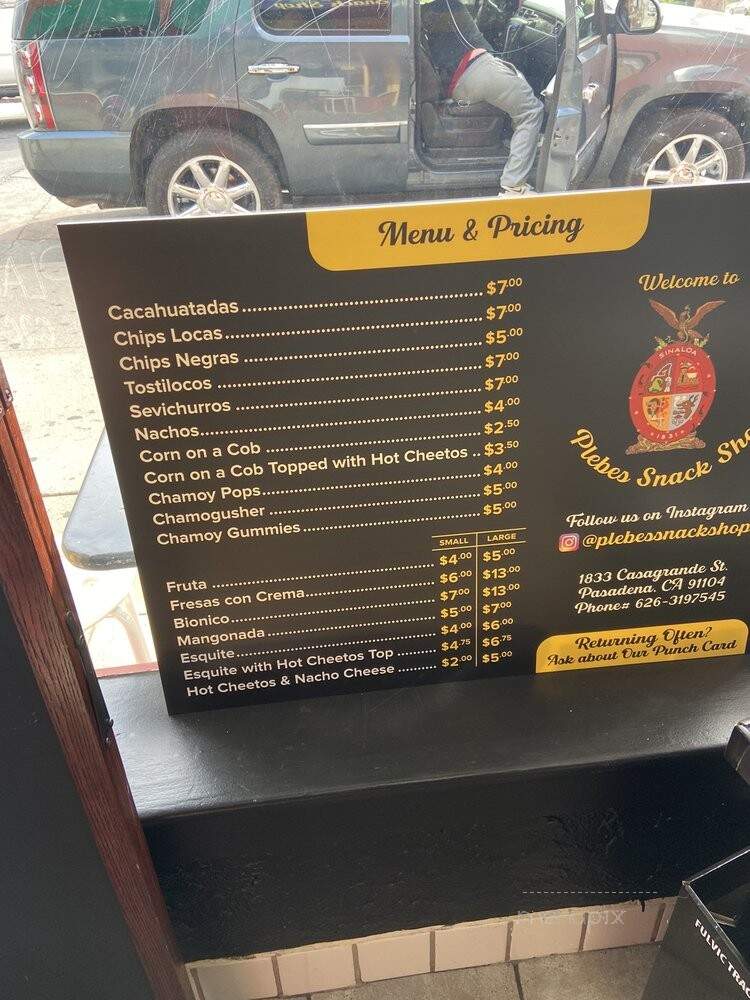 Snack Shop
Menu & Pricing
Cacahuatadas $7.00
Chips Locas $7.00
Chips Negras $5.00
Tostilocos $7.00
Sevichurros $7.00
Nachos $4.00
Corn on a Cob $2.50
Corn on a Cob Topped with Hot Cheetos $3.50
Chamoy Pops $4.00
Chamogusher $5.00
Chamoy Gummies $5.00
SMALL LARGE
Fruta $4.00 $5.00
Fresas con Crema $6.00 $13.00
Bionico $7.00 $13.00
Mangonada $5.00 $7.00
Esquite $4.00 $6.00
Esquite with Hot Cheetos Top $4.75 $6.75
Hot Cheetos & Nacho Cheese $2.00 $5.00
Welcome to
SINALOA
1831
Plebes Snack Sho
Follow us on Instagram
@plebessnackshop
1833 Casagrande St.
Pasadena, CA 91104
Phone# 626-3197545
Returning Often?
Ask about Our Punch Card
FULVIC TRAC